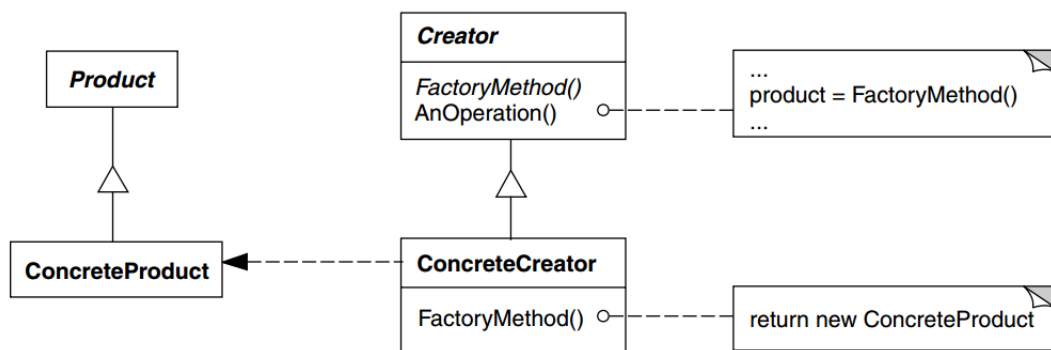 Product
ConcreteProduct
Creator
FactoryMethod()
AnOperation()
...
product = FactoryMethod()
...
ConcreteCreator
FactoryMethod()
return new ConcreteProduct